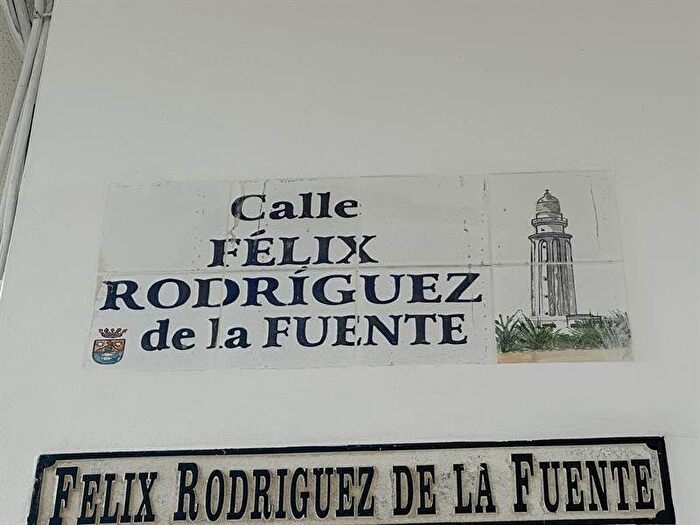 Calle
FÉLIX
RODRÍGUEZ
de la FUENTE
FELIX RODRIGUEZ DE LA FUENTE